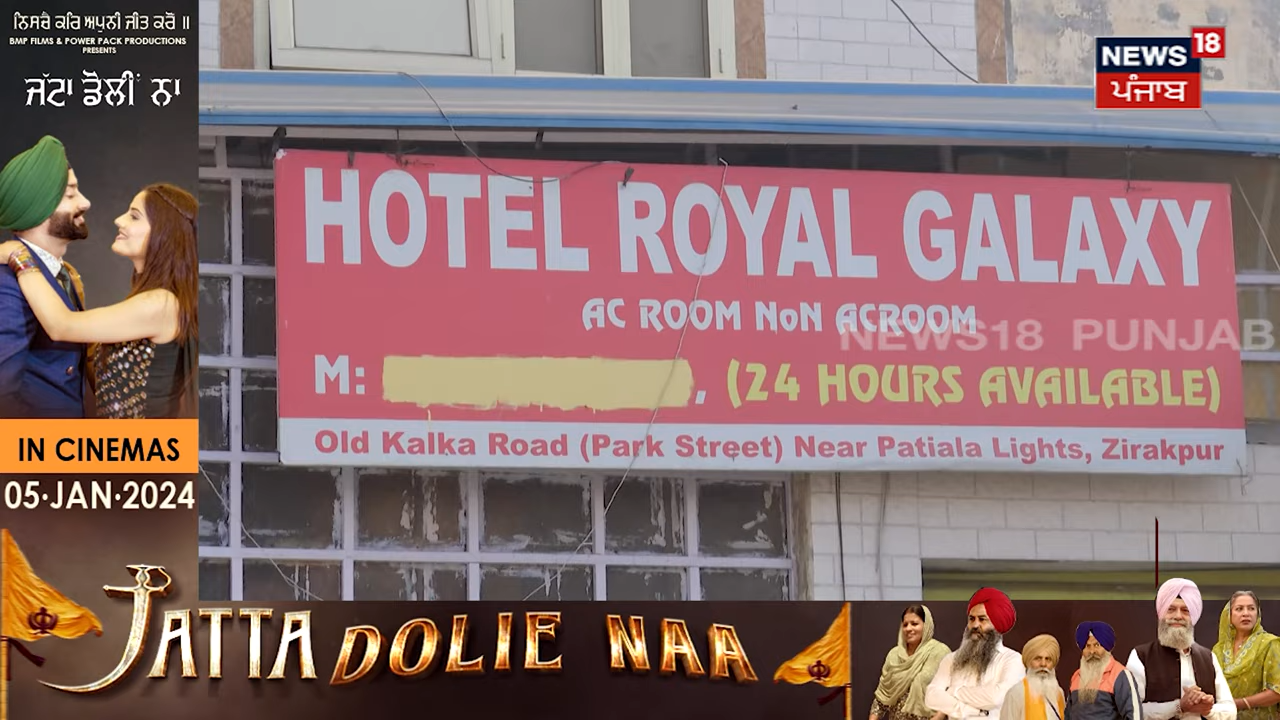 ਨਿਸਚੈ ਕਰਿ ਅਪੁਨੀ ਜੀਤ ਕਰੋ ॥
BMP FILMS & POWER PACK PRODUCTIONS
PRESENTS
ਜੱਟਾ ਡੋਲੀਂ ਨਾ
IN CINEMAS
05·JAN·2024
NEWS 18
ਪੰਜਾਬ
HOTEL ROYAL GALAXY
AC ROOM NoN ACROOM
NEWS18 PUNJAB
M: , (24 HOURS AVAILABLE)
Old Kalka Road (Park Street) Near Patiala Lights, Zirakpur
JATTA DOLIE NAA